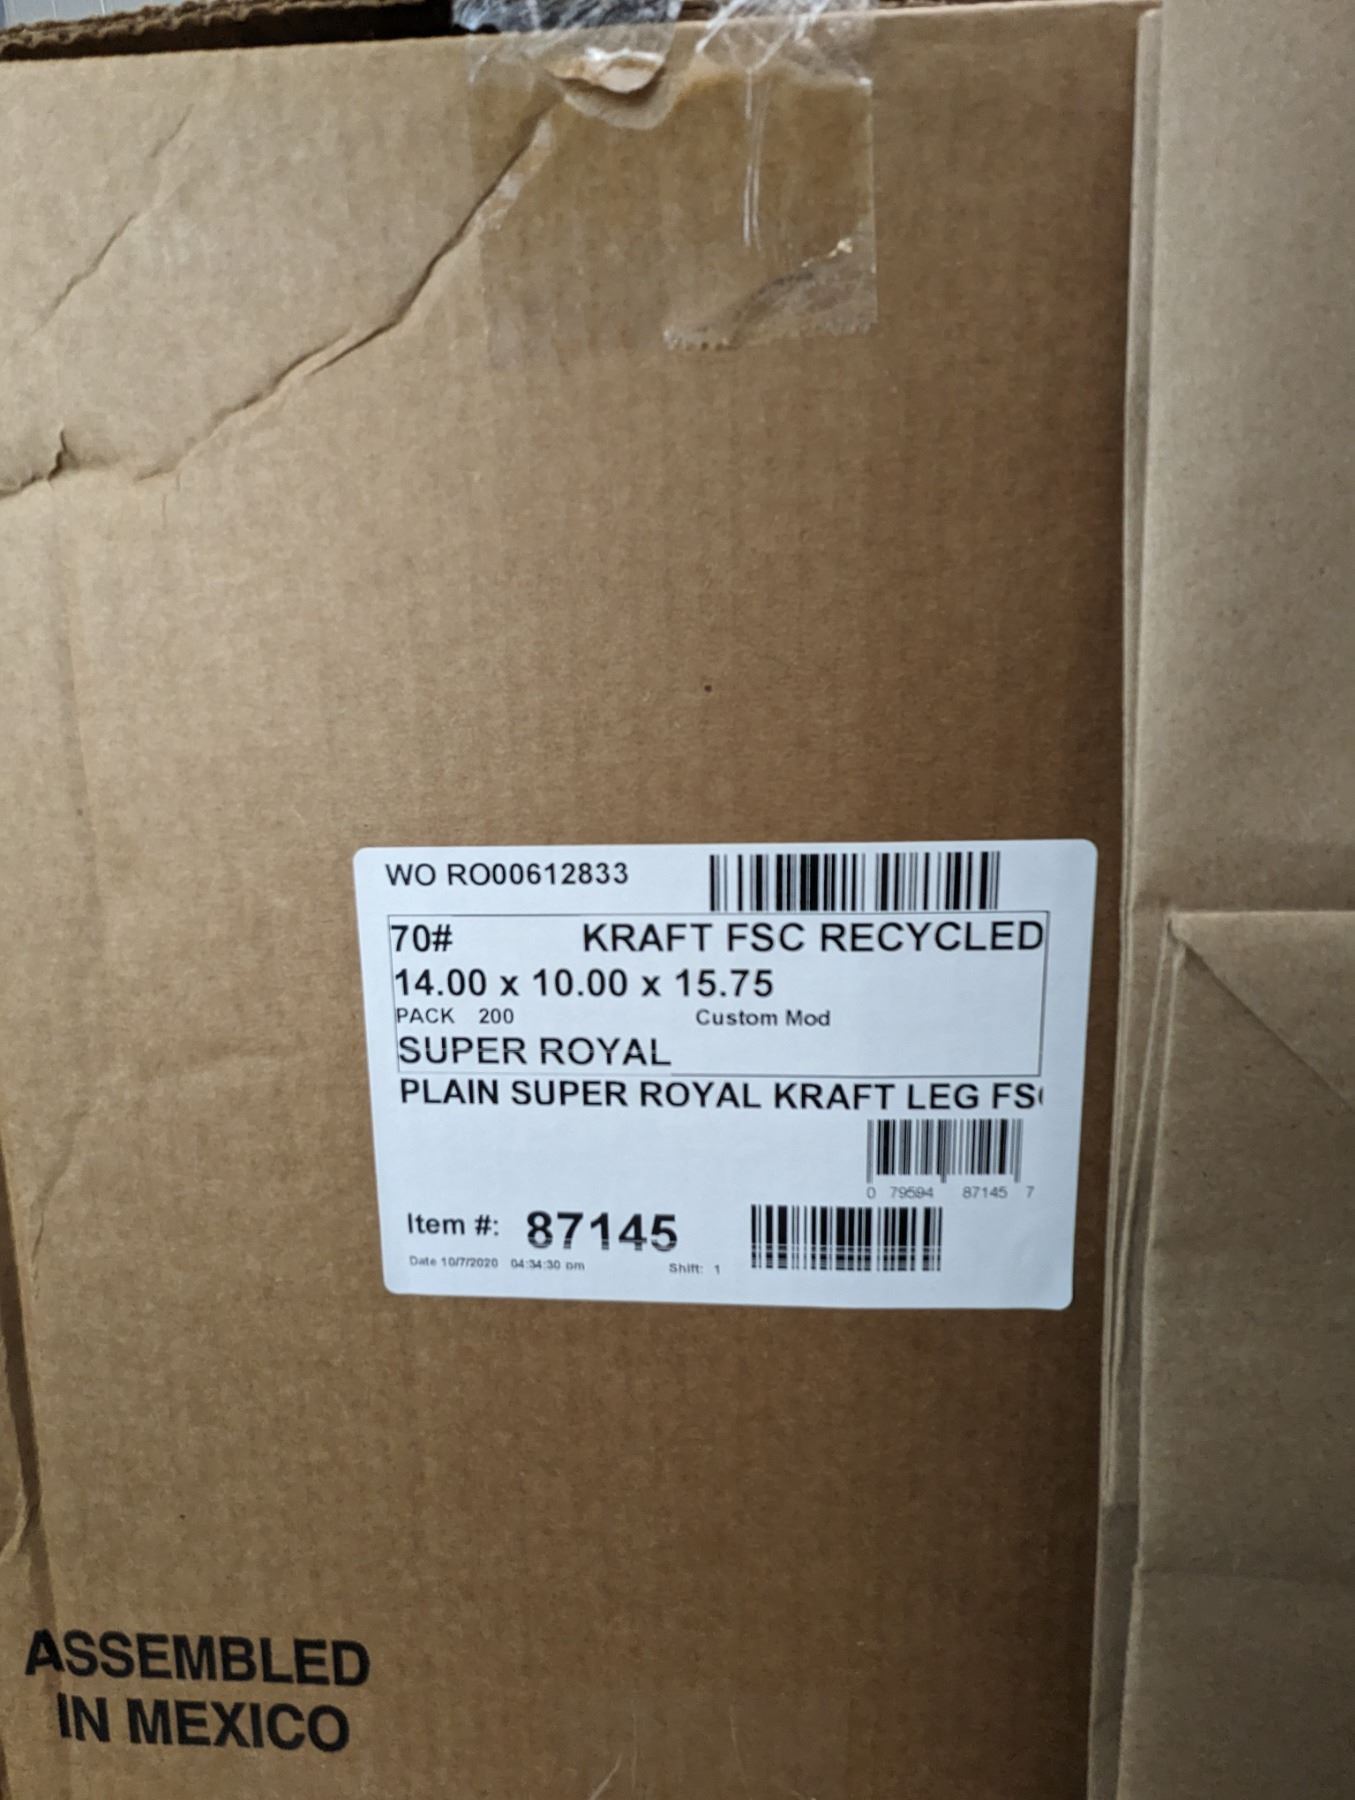 WO RO00612833
70# KRAFT FSC RECYCLED
14.00 x 10.00 x 15.75
PACK 200 Custom Mod
SUPER ROYAL
PLAIN SUPER ROYAL KRAFT LEG FS
0 79594 87145 7
Item #: 87145
Date 10/7/2020 04:34:30 pm Shift: 1
ASSEMBLED
IN MEXICO